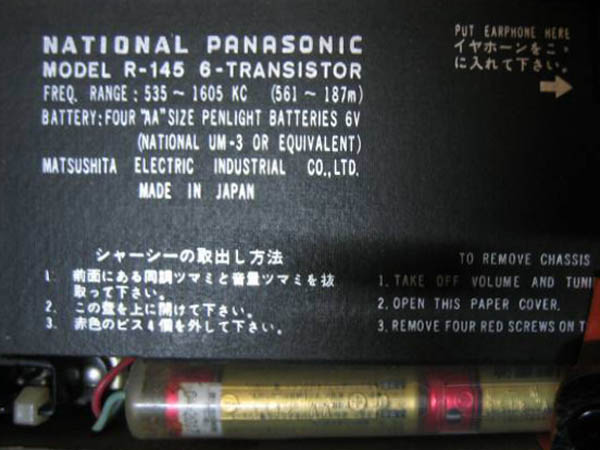 NATIONAL PANASONIC
MODEL R-145 6-TRANSISTOR
FREQ. RANGE : 535 ~ 1605 KC (561 ~ 187m)
BATTERY: FOUR "AA" SIZE PENLIGHT BATTERIES 6V
(NATIONAL UM-3 OR EQUIVALENT)
MATSUSHITA ELECTRIC INDUSTRIAL CO., LTD.
MADE IN JAPAN
PUT EARPHONE HERE
イヤホーンをこ
に入れて下さい。
シャーシーの取出し方法
1. 前面にある同調ツマミと音量ツマミを抜
取って下さい。
2. この蓋を上に開けて下さい。
3. 赤色のビス4個を外して下さい。
TO REMOVE CHASSIS
1. TAKE OFF VOLUME AND TUNI
2. OPEN THIS PAPER COVER.
3. REMOVE FOUR RED SCREWS ON T